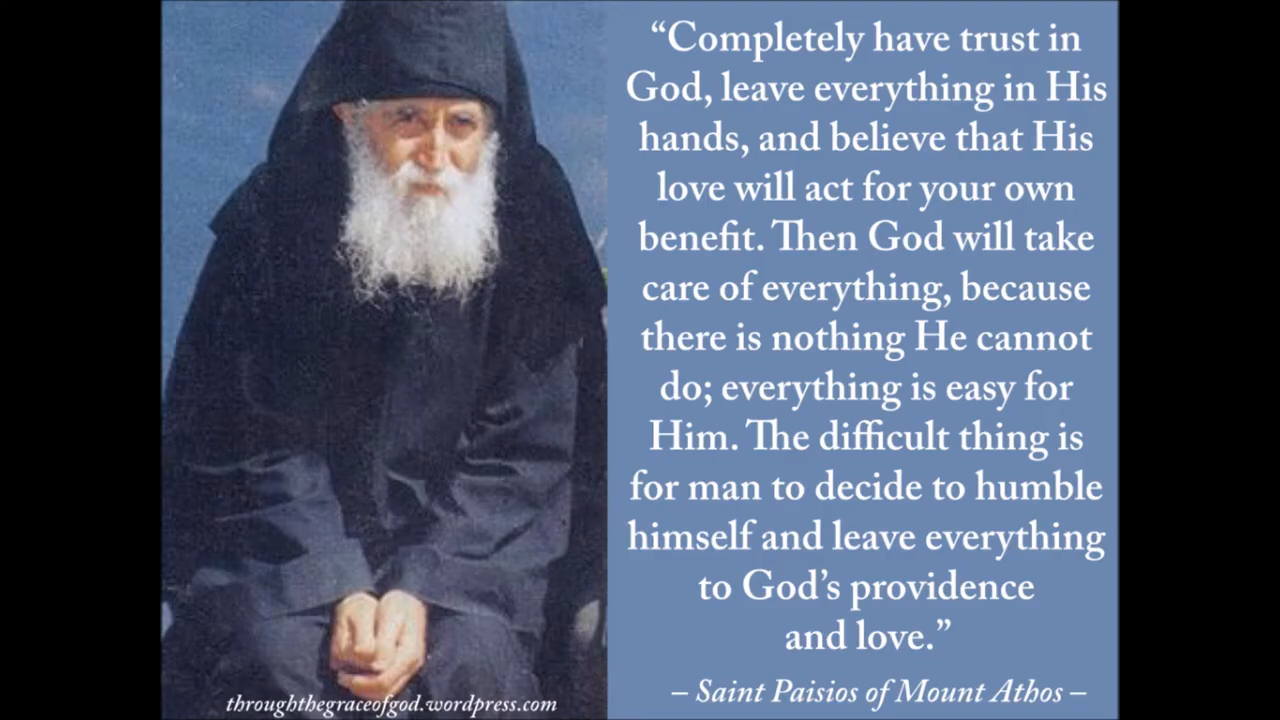 “Completely have trust in
God, leave everything in His
hands, and believe that His
love will act for your own
benefit. Then God will take
care of everything, because
there is nothing He cannot
do; everything is easy for
Him. The difficult thing is
for man to decide to humble
himself and leave everything
to God’s providence
and love.”
– Saint Paisios of Mount Athos –
throughthegraceofgod.wordpress.com